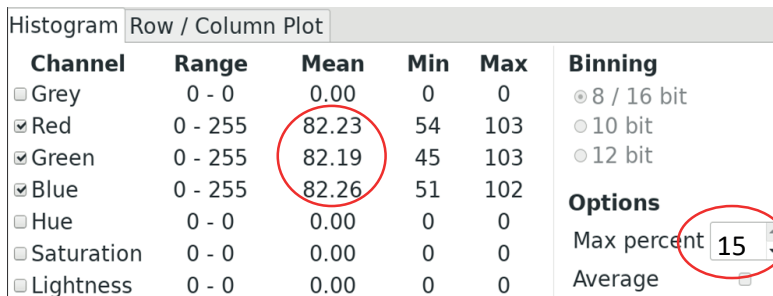 Histogram Row / Column Plot
Channel Range Mean Min Max Binning
Grey 0 - 0 0.00 0 0 8 / 16 bit
Red 0 - 255 82.23 54 103 10 bit
Green 0 - 255 82.19 45 103 12 bit
Blue 0 - 255 82.26 51 102
Options
Hue 0 - 0 0.00 0 0
Max percent 15
Saturation 0 - 0 0.00 0 0
Average
Lightness 0 - 0 0.00 0 0